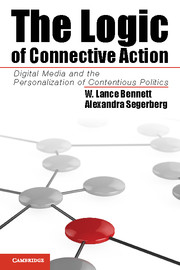 The Logic
of Connective Action
Digital Media and the
Personalization of Contentious Politics
W. Lance Bennett
Alexandra Segerberg
CAMBRIDGE